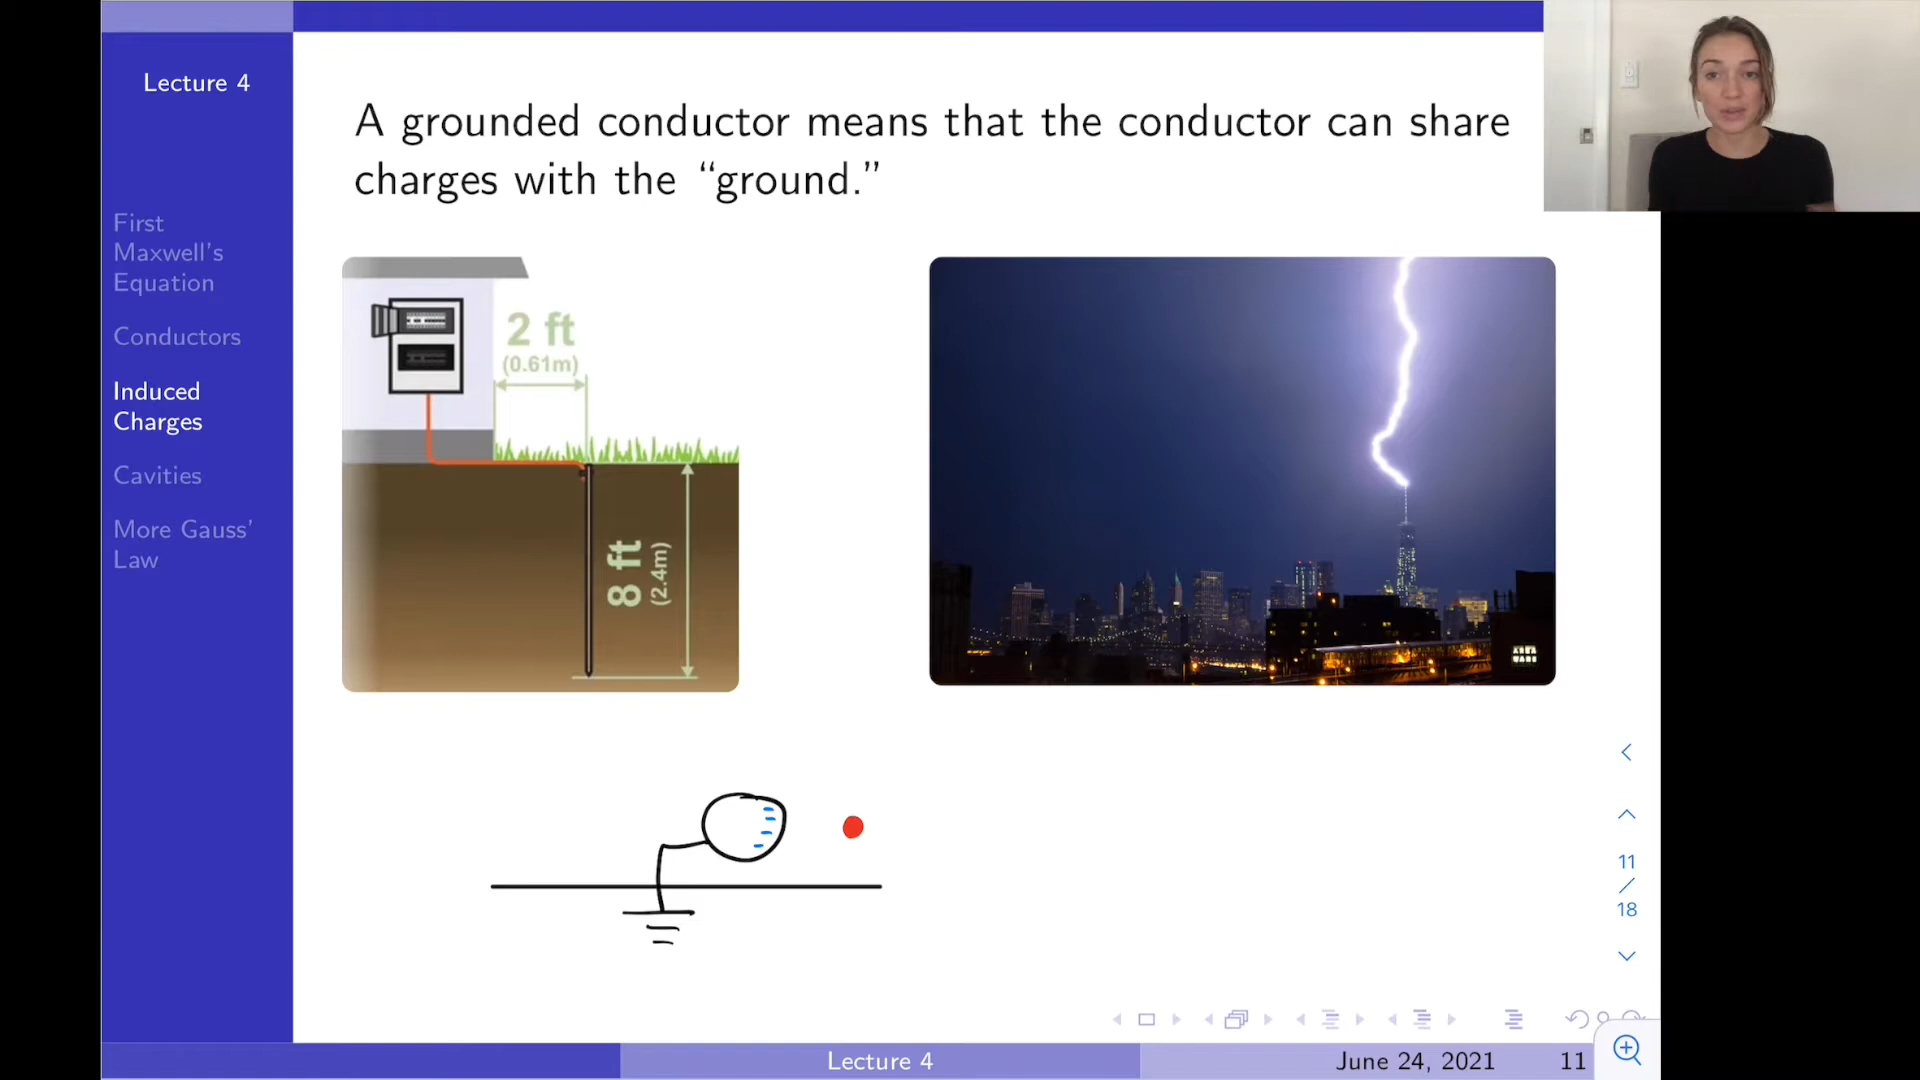 Lecture 4
First
Maxwell's
Equation
Conductors
Induced
Charges
Cavities
More Gauss'
Law
A grounded conductor means that the conductor can share
charges with the “ground.”
2 ft
(0.61m)
8 ft
(2.4m)
11
/
18
Lecture 4
June 24, 2021
11